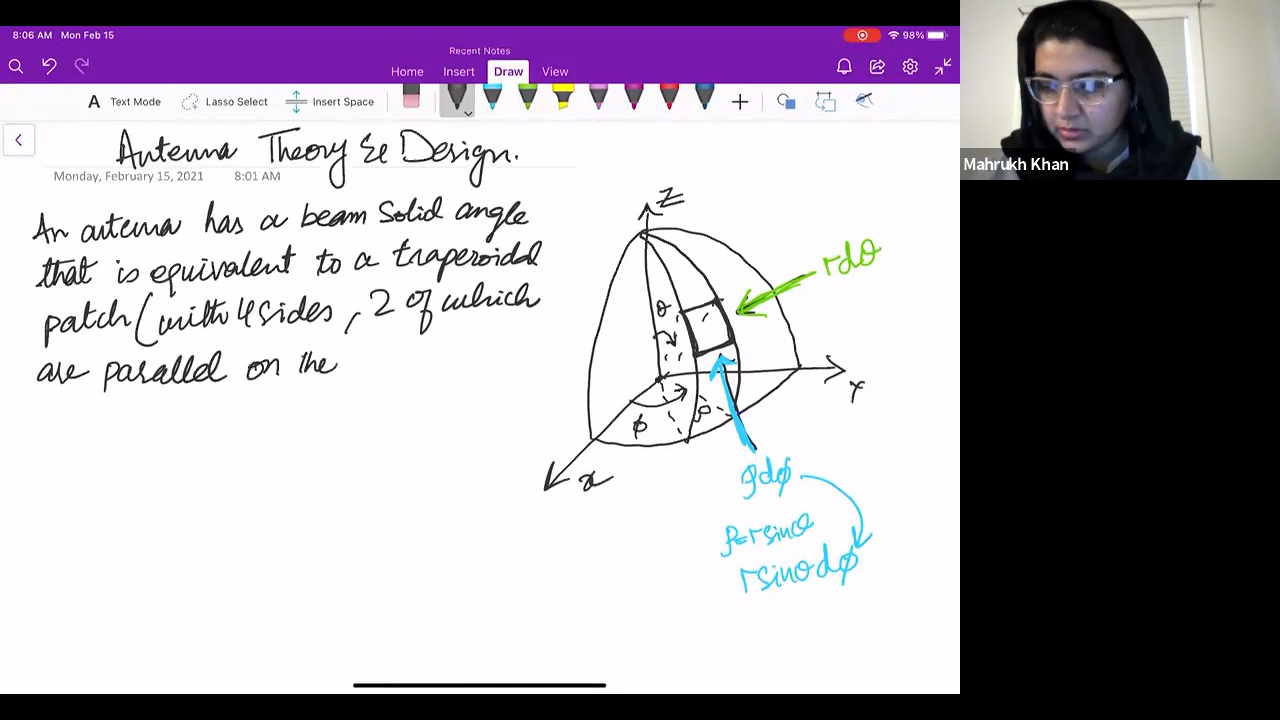 8:06 AM Mon Feb 15
98%
Recent Notes
Home Insert Draw View
A Text Mode Lasso Select Insert Space
Antenna Theory & Design.
Monday, February 15, 2021 8:01 AM
An antenna has a beam solid angle
that is equivalent to a traperoidal
patch (with 4 sides, 2 of which
are parallel on the
Z
rdθ
θ
Y
ρ
ϕ
x
ρdϕ
ρ=rsinθ
rsinθdϕ
Mahrukh Khan